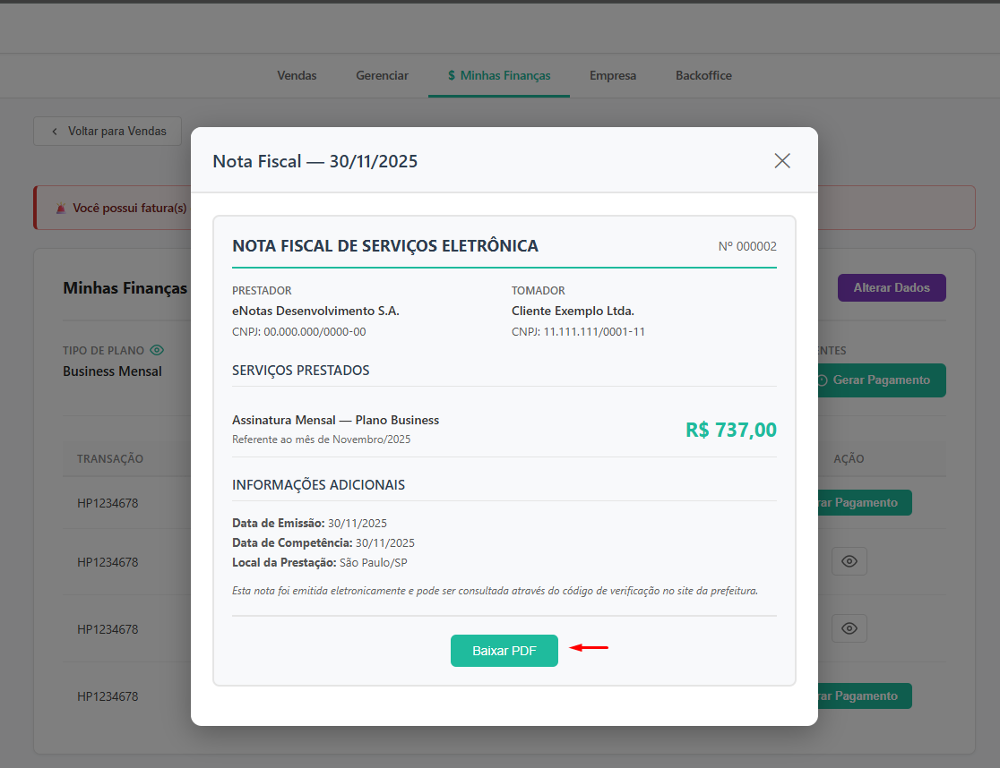 Vendas
Gerenciar
$ Minhas Finanças
Empresa
Backoffice
Voltar para Vendas
Você possui fatura(s)
Nota Fiscal — 30/11/2025
NOTA FISCAL DE SERVIÇOS ELETRÔNICA
Nº 000002
PRESTADOR
eNotas Desenvolvimento S.A.
CNPJ: 00.000.000/0000-00
TOMADOR
Cliente Exemplo Ltda.
CNPJ: 11.111.111/0001-11
SERVIÇOS PRESTADOS
Assinatura Mensal — Plano Business
Referente ao mês de Novembro/2025
R$ 737,00
INFORMAÇÕES ADICIONAIS
Data de Emissão: 30/11/2025
Data de Competência: 30/11/2025
Local da Prestação: São Paulo/SP
Esta nota foi emitida eletronicamente e pode ser consultada através do código de verificação no site da prefeitura.
Baixar PDF
Minhas Finanças
Alterar Dados
TIPO DE PLANO
Business Mensal
Gerar Pagamento
TRANSAÇÃO
AÇÃO
HP1234678
Pagamento
HP1234678
HP1234678
HP1234678
Pagamento